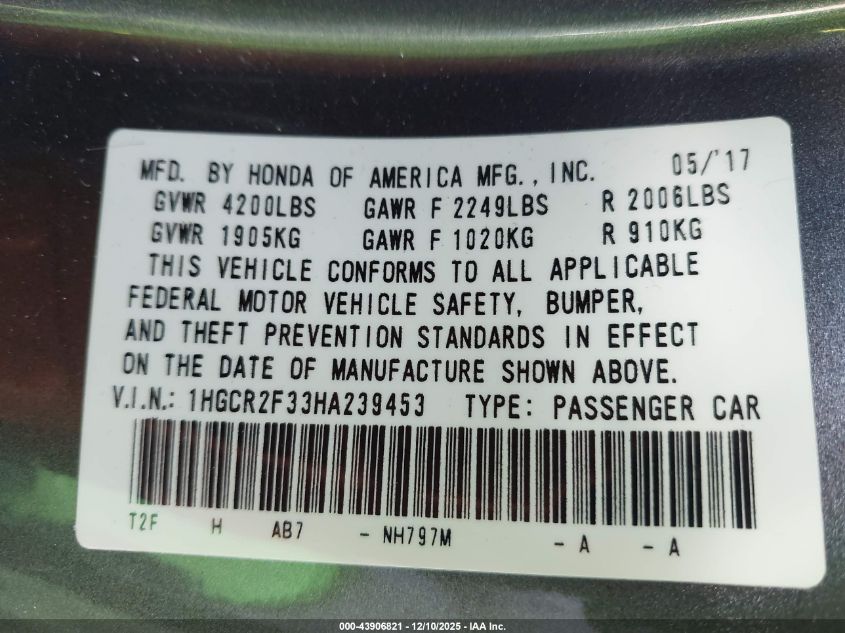 MFD. BY HONDA OF AMERICA MFG., INC. 05/'17
GVWR 4200LBS GAWR F 2249LBS R 2006LBS
GVWR 1905KG GAWR F 1020KG R 910KG
THIS VEHICLE CONFORMS TO ALL APPLICABLE
FEDERAL MOTOR VEHICLE SAFETY, BUMPER,
AND THEFT PREVENTION STANDARDS IN EFFECT
ON THE DATE OF MANUFACTURE SHOWN ABOVE.
V.I.N.: 1HGCR2F33HA239453 TYPE: PASSENGER CAR
T2F H AB7 - NH797M - A - A
000-43906821 - 12/10/2025 - IAA Inc.